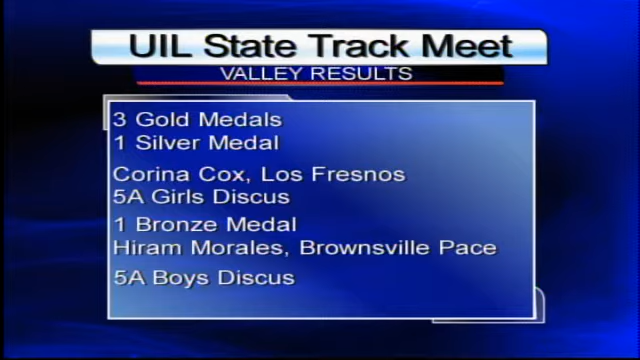 UIL State Track Meet
VALLEY RESULTS
3 Gold Medals
1 Silver Medal
Corina Cox, Los Fresnos
5A Girls Discus
1 Bronze Medal
Hiram Morales, Brownsville Pace
5A Boys Discus